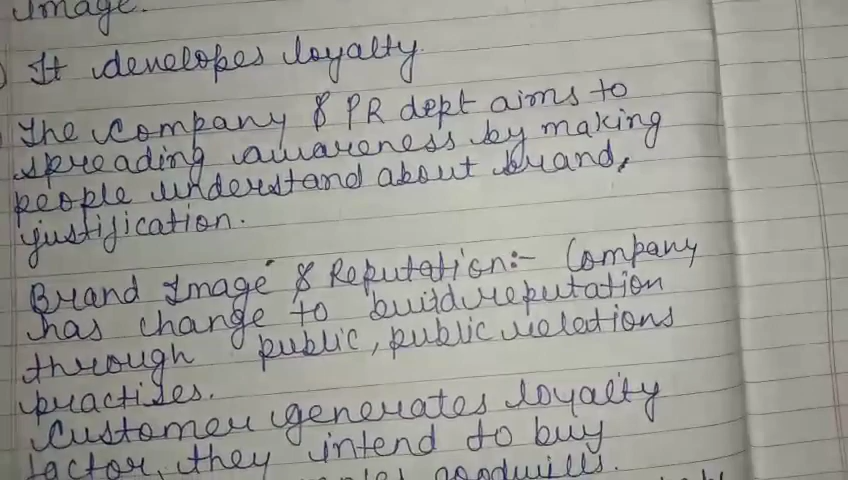 Image.
It developes loyalty.
The company & PR dept aims to
spreading awareness by making
people understand about brand,
justification.
Brand Image & Reputation:- Company
has change to build reputation
through public, public relations
practises.
Customer generates loyalty
factor, they intend to buy
goodwills.